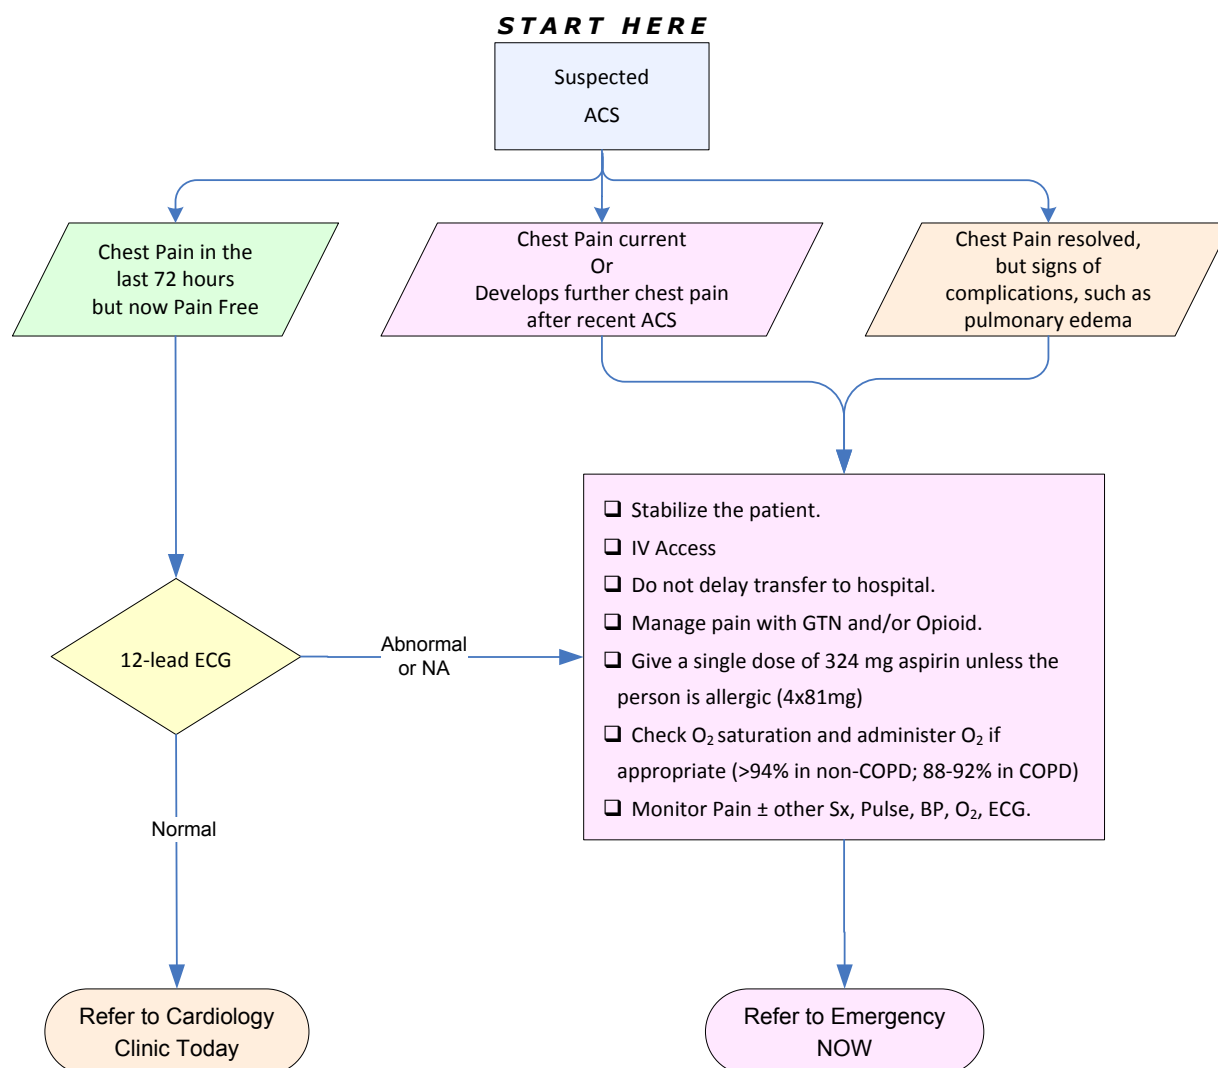 START HERE
Suspected
ACS
Chest Pain in the
last 72 hours
but now Pain Free
Chest Pain current
Or
Develops further chest pain
after recent ACS
Chest Pain resolved,
but signs of
complications, such as
pulmonary edema
❑ Stabilize the patient.
❑ IV Access
❑ Do not delay transfer to hospital.
❑ Manage pain with GTN and/or Opioid.
❑ Give a single dose of 324 mg aspirin unless the
person is allergic (4x81mg)
❑ Check O₂ saturation and administer O₂ if
appropriate (>94% in non-COPD; 88-92% in COPD)
❑ Monitor Pain ± other Sx, Pulse, BP, O₂, ECG.
12-lead ECG
Abnormal
or NA
Normal
Refer to Cardiology
Clinic Today
Refer to Emergency
NOW